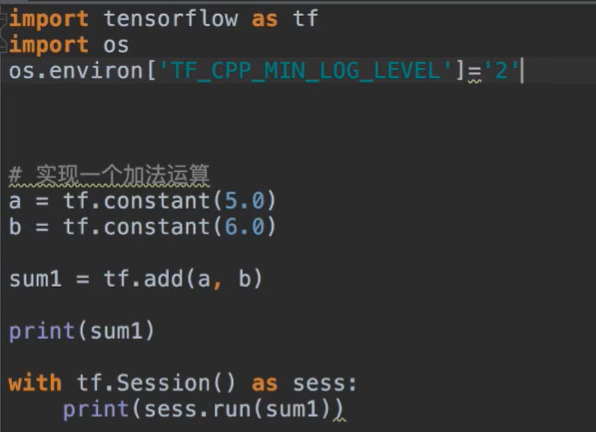 import tensorflow as tf
import os
os.environ['TF_CPP_MIN_LOG_LEVEL']='2'
# 实现一个加法运算
a = tf.constant(5.0)
b = tf.constant(6.0)
sum1 = tf.add(a, b)
print(sum1)
with tf.Session() as sess:
    print(sess.run(sum1))